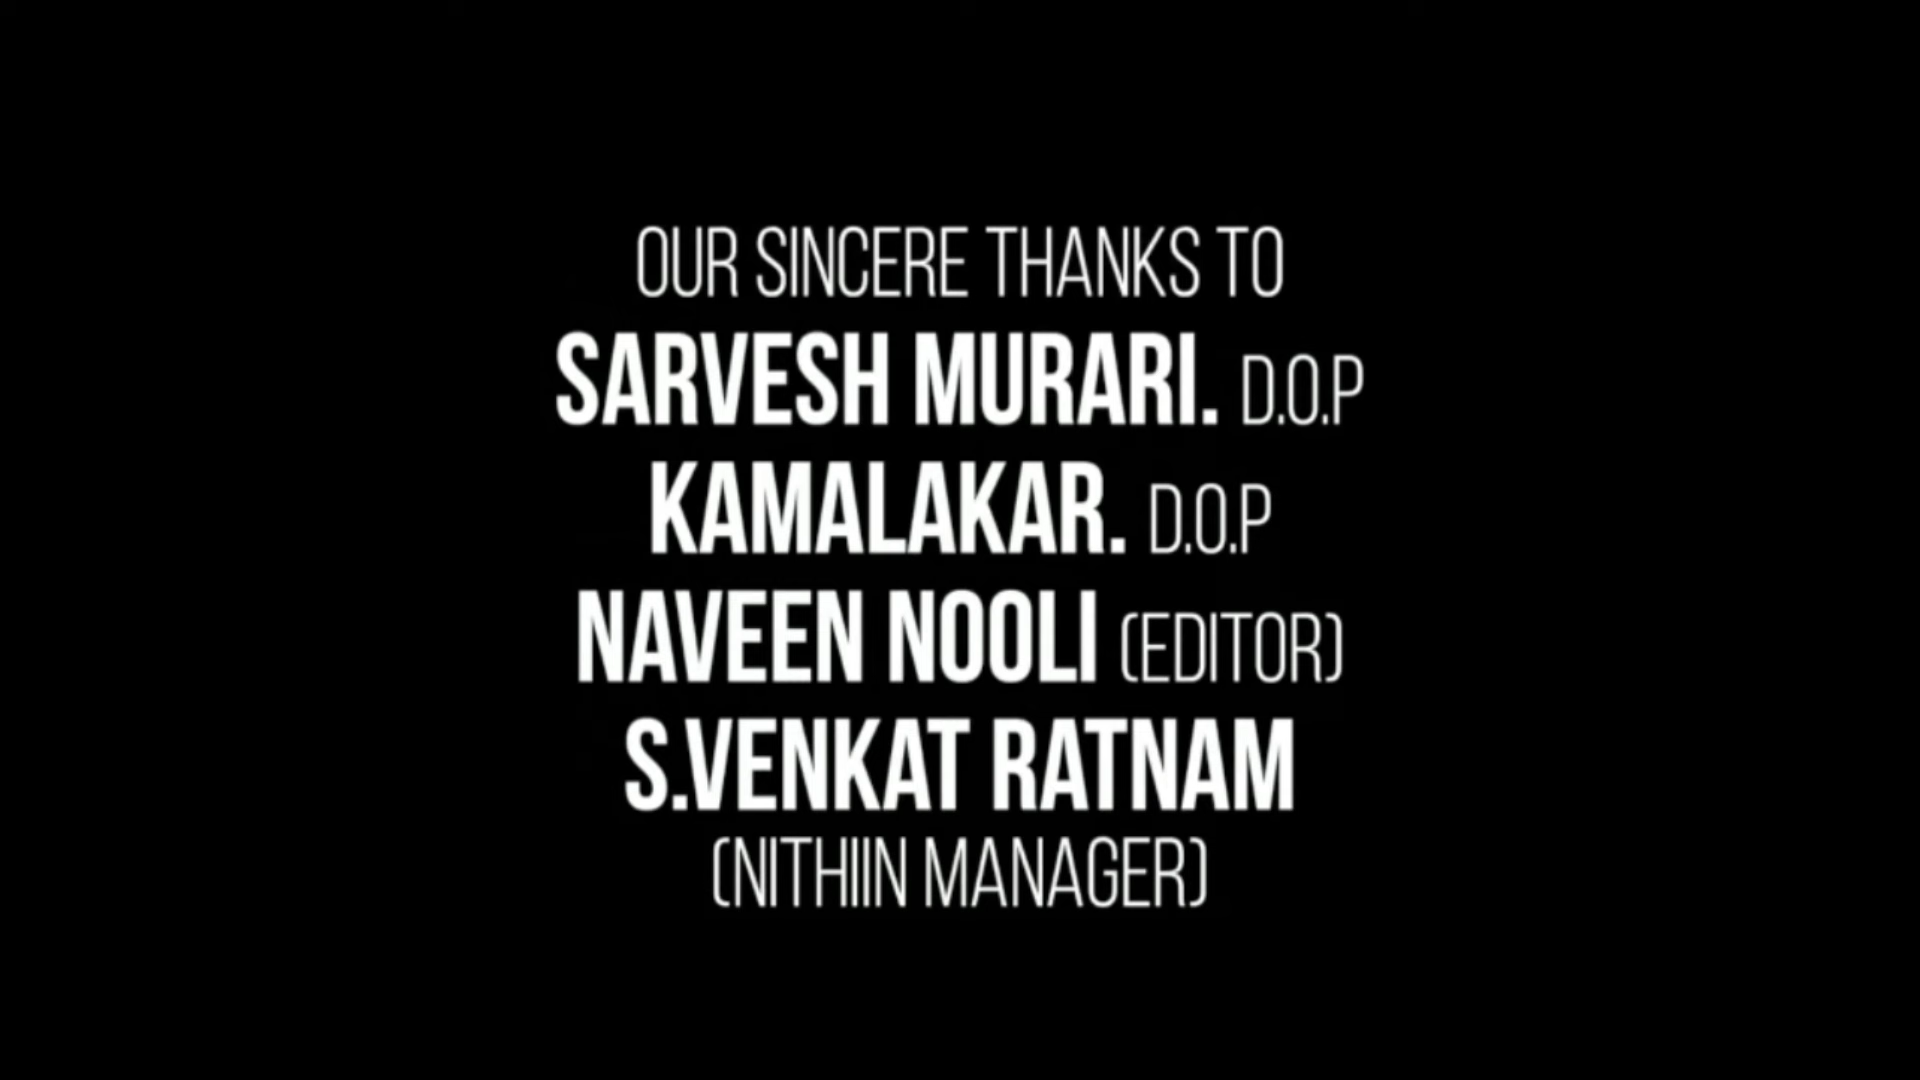 OUR SINCERE THANKS TO
SARVESH MURARI. D.O.P
KAMALAKAR. D.O.P
NAVEEN NOOLI (EDITOR)
S.VENKAT RATNAM
(NITHIIN MANAGER)